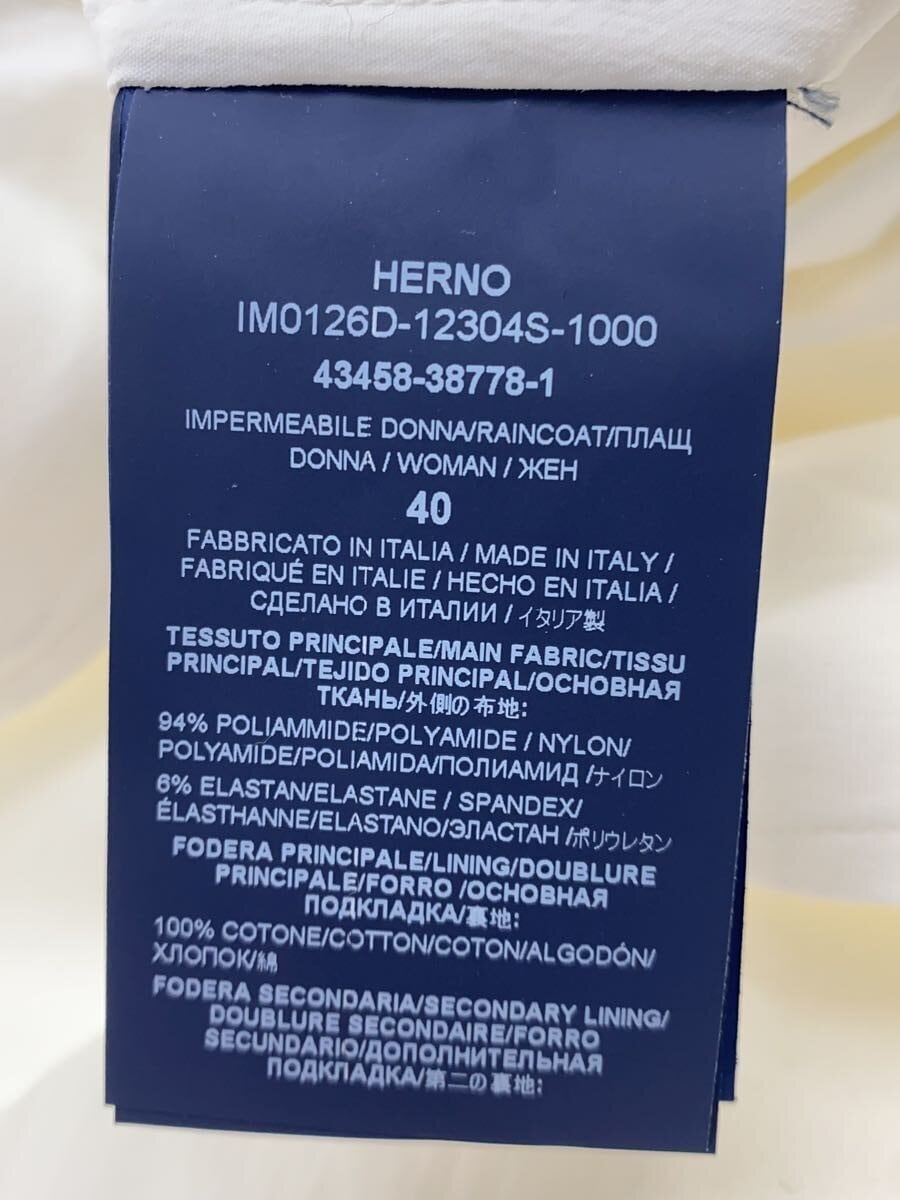 HERNO
IM0126D-12304S-1000
43458-38778-1
IMPERMEABILE DONNA/RAINCOAT/ПЛАЩ
DONNA / WOMAN / ЖЕН
40
FABBRICATO IN ITALIA / MADE IN ITALY /
FABRIQUÉ EN ITALIE / HECHO EN ITALIA /
СДЕЛАНО В ИТАЛИИ / イタリア製
TESSUTO PRINCIPALE/MAIN FABRIC/TISSU
PRINCIPAL/TEJIDO PRINCIPAL/ОСНОВНАЯ
ТКАНЬ/外側の布地:
94% POLIAMMIDE/POLYAMIDE / NYLON/
POLYAMIDE/POLIAMIDA/ПОЛИАМИД /ナイロン
6% ELASTAN/ELASTANE / SPANDEX/
ÉLASTHANNE/ELASTANO/ЭЛАСТАН /ポリウレタン
FODERA PRINCIPALE/LINING/DOUBLURE
PRINCIPALE/FORRO /ОСНОВНАЯ
ПОДКЛАДКА/裏地:
100% COTONE/COTTON/COTON/ALGODÓN/
ХЛОПОК/綿
FODERA SECONDARIA/SECONDARY LINING/
DOUBLURE SECONDAIRE/FORRO
SECUNDARIO/ДОПОЛНИТЕЛЬНАЯ
ПОДКЛАДКА/第二の裏地: